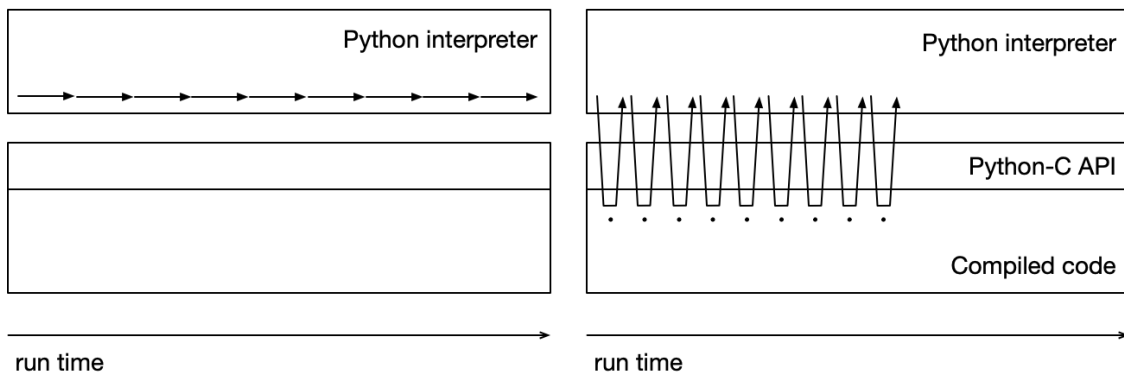 Python interpreter
run time
Python interpreter
Python-C API
Compiled code
run time